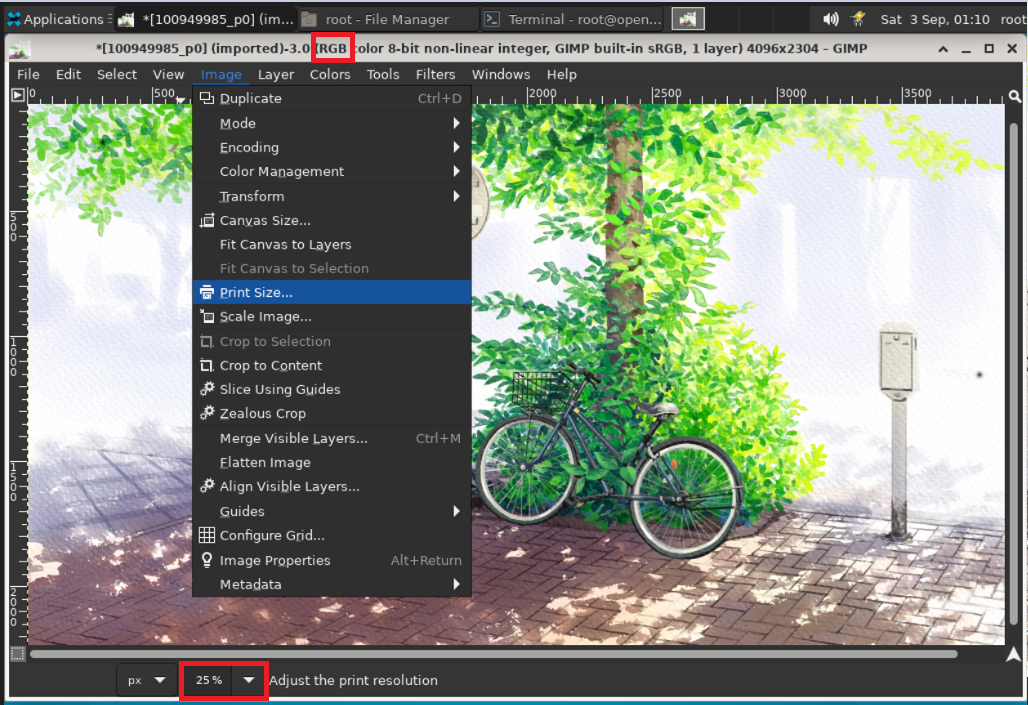 Applications *[100949985_p0] (im... root - File Manager Terminal - root@open... Sat 3 Sep, 01:10 root
*[100949985_p0] (imported)-3.0 (RGB color 8-bit non-linear integer, GIMP built-in sRGB, 1 layer) 4096x2304 – GIMP
File Edit Select View Image Layer Colors Tools Filters Windows Help
0 500 2000 2500 3000 3500
Duplicate Ctrl+D
Mode
Encoding
Color Management
Transform
Canvas Size...
Fit Canvas to Layers
Fit Canvas to Selection
Print Size...
Scale Image...
Crop to Selection
Crop to Content
Slice Using Guides
Zealous Crop
Merge Visible Layers... Ctrl+M
Flatten Image
Align Visible Layers...
Guides
Configure Grid...
Image Properties Alt+Return
Metadata
500
1000
1500
2000
px 25 % Adjust the print resolution